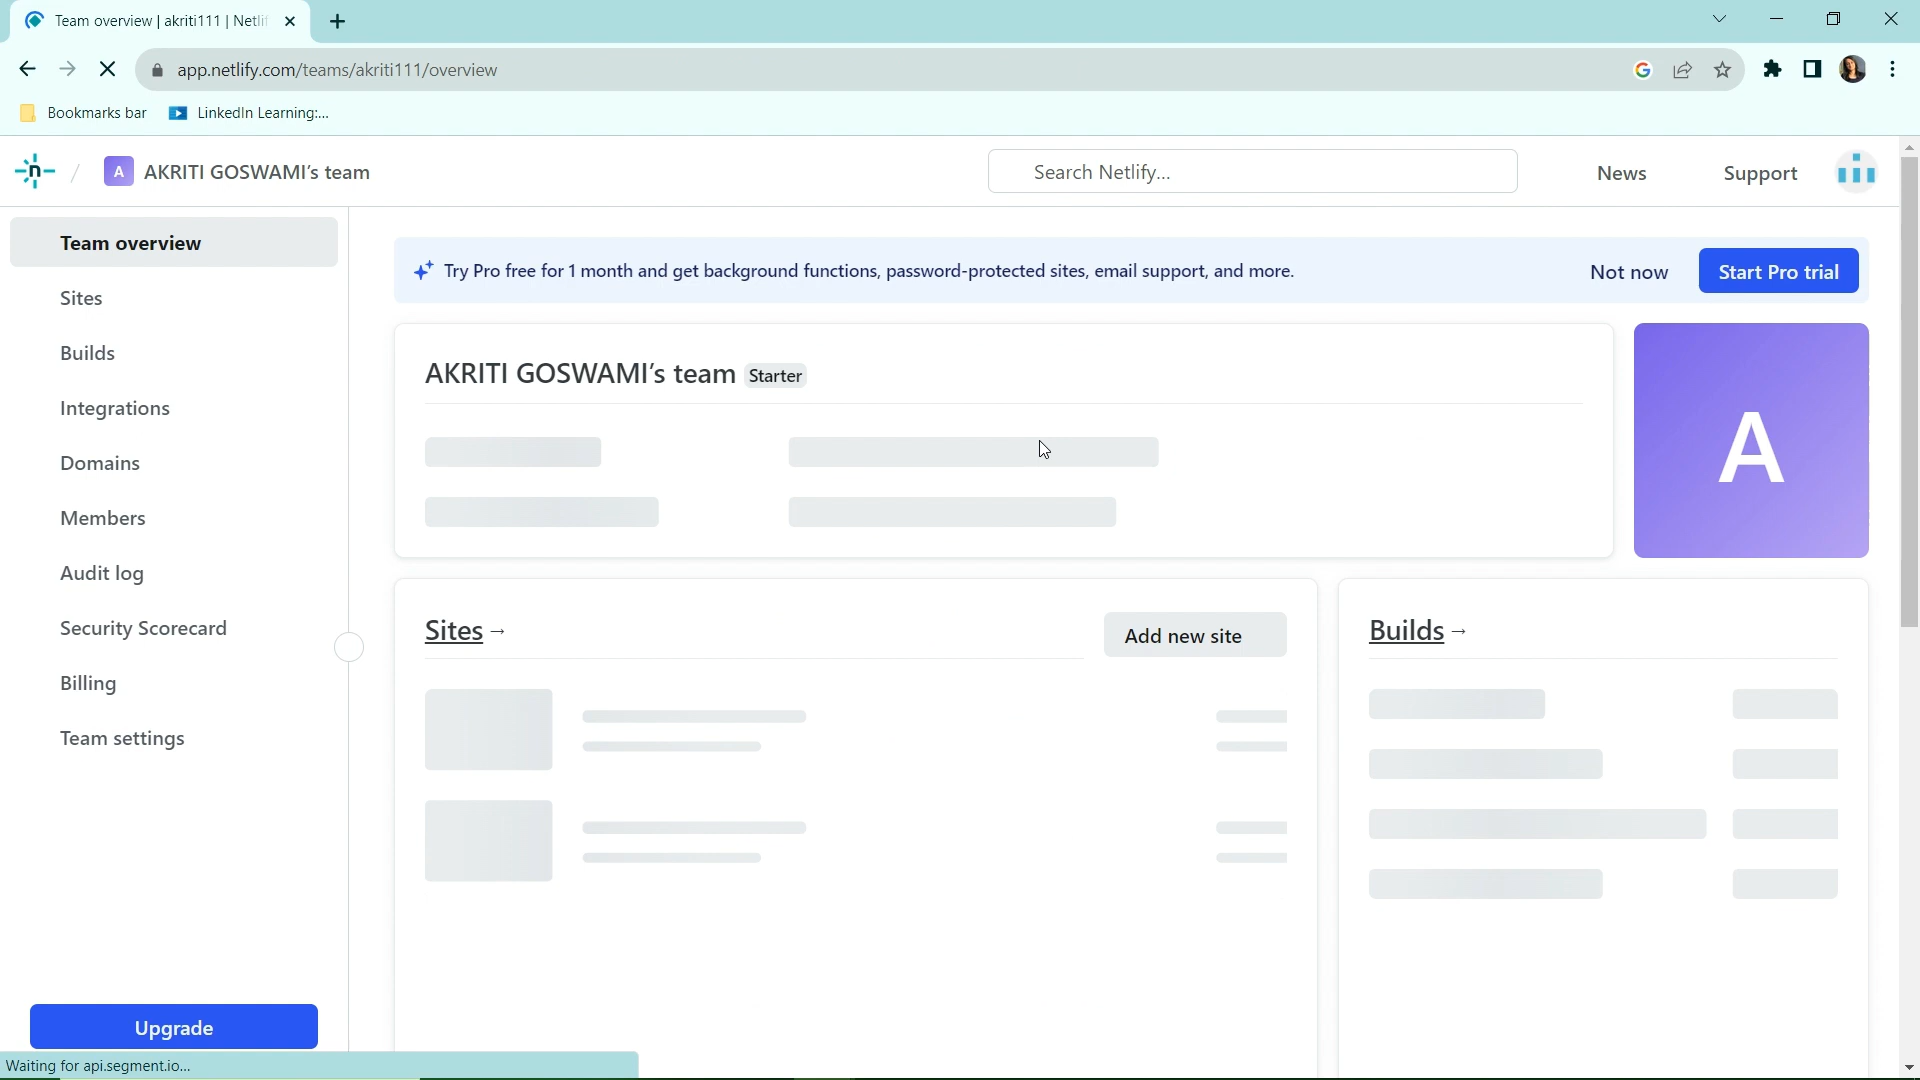 Team overview | akriti111 | Netlif
app.netlify.com/teams/akriti111/overview
Bookmarks bar
LinkedIn Learning:...
n
/
A
AKRITI GOSWAMI's team
Search Netlify...
News
Support
Team overview
Sites
Builds
Integrations
Domains
Members
Audit log
Security Scorecard
Billing
Team settings
Upgrade
Try Pro free for 1 month and get background functions, password-protected sites, email support, and more.
Not now
Start Pro trial
AKRITI GOSWAMI's team Starter
A
Sites →
Add new site
Builds →
Waiting for api.segment.io...